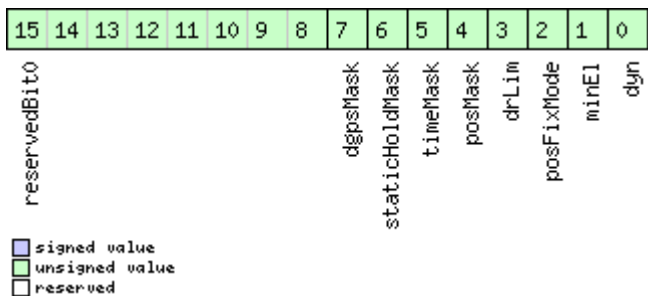 15 14 13 12 11 10 9 8 7 6 5 4 3 2 1 0
reservedBit0
dgpsMask
staticHoldMask
timeMask
posMask
drLim
posFixMode
minEl
dyn
signed value
unsigned value
reserved